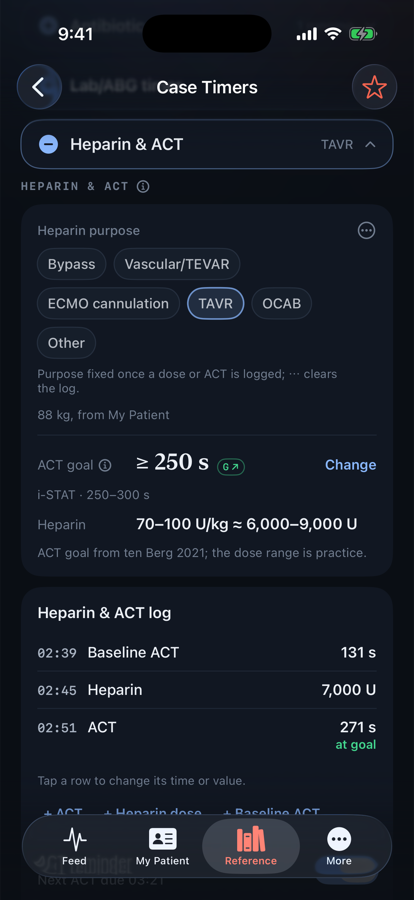 9:41
Case Timers
Heparin & ACT TAVR
HEPARIN & ACT
Heparin purpose
Bypass Vascular/TEVAR
ECMO cannulation TAVR OCAB
Other
Purpose fixed once a dose or ACT is logged; ··· clears
the log.
88 kg, from My Patient
ACT goal ≥ 250 s G↗ Change
i-STAT · 250–300 s
Heparin 70–100 U/kg ≈ 6,000–9,000 U
ACT goal from ten Berg 2021; the dose range is practice.
Heparin & ACT log
02:39 Baseline ACT 131 s
02:45 Heparin 7,000 U
02:51 ACT 271 s
at goal
Tap a row to change its time or value.
+ ACT + Heparin dose + Baseline ACT
Feed My Patient Reference More
Next ACT due 03:21